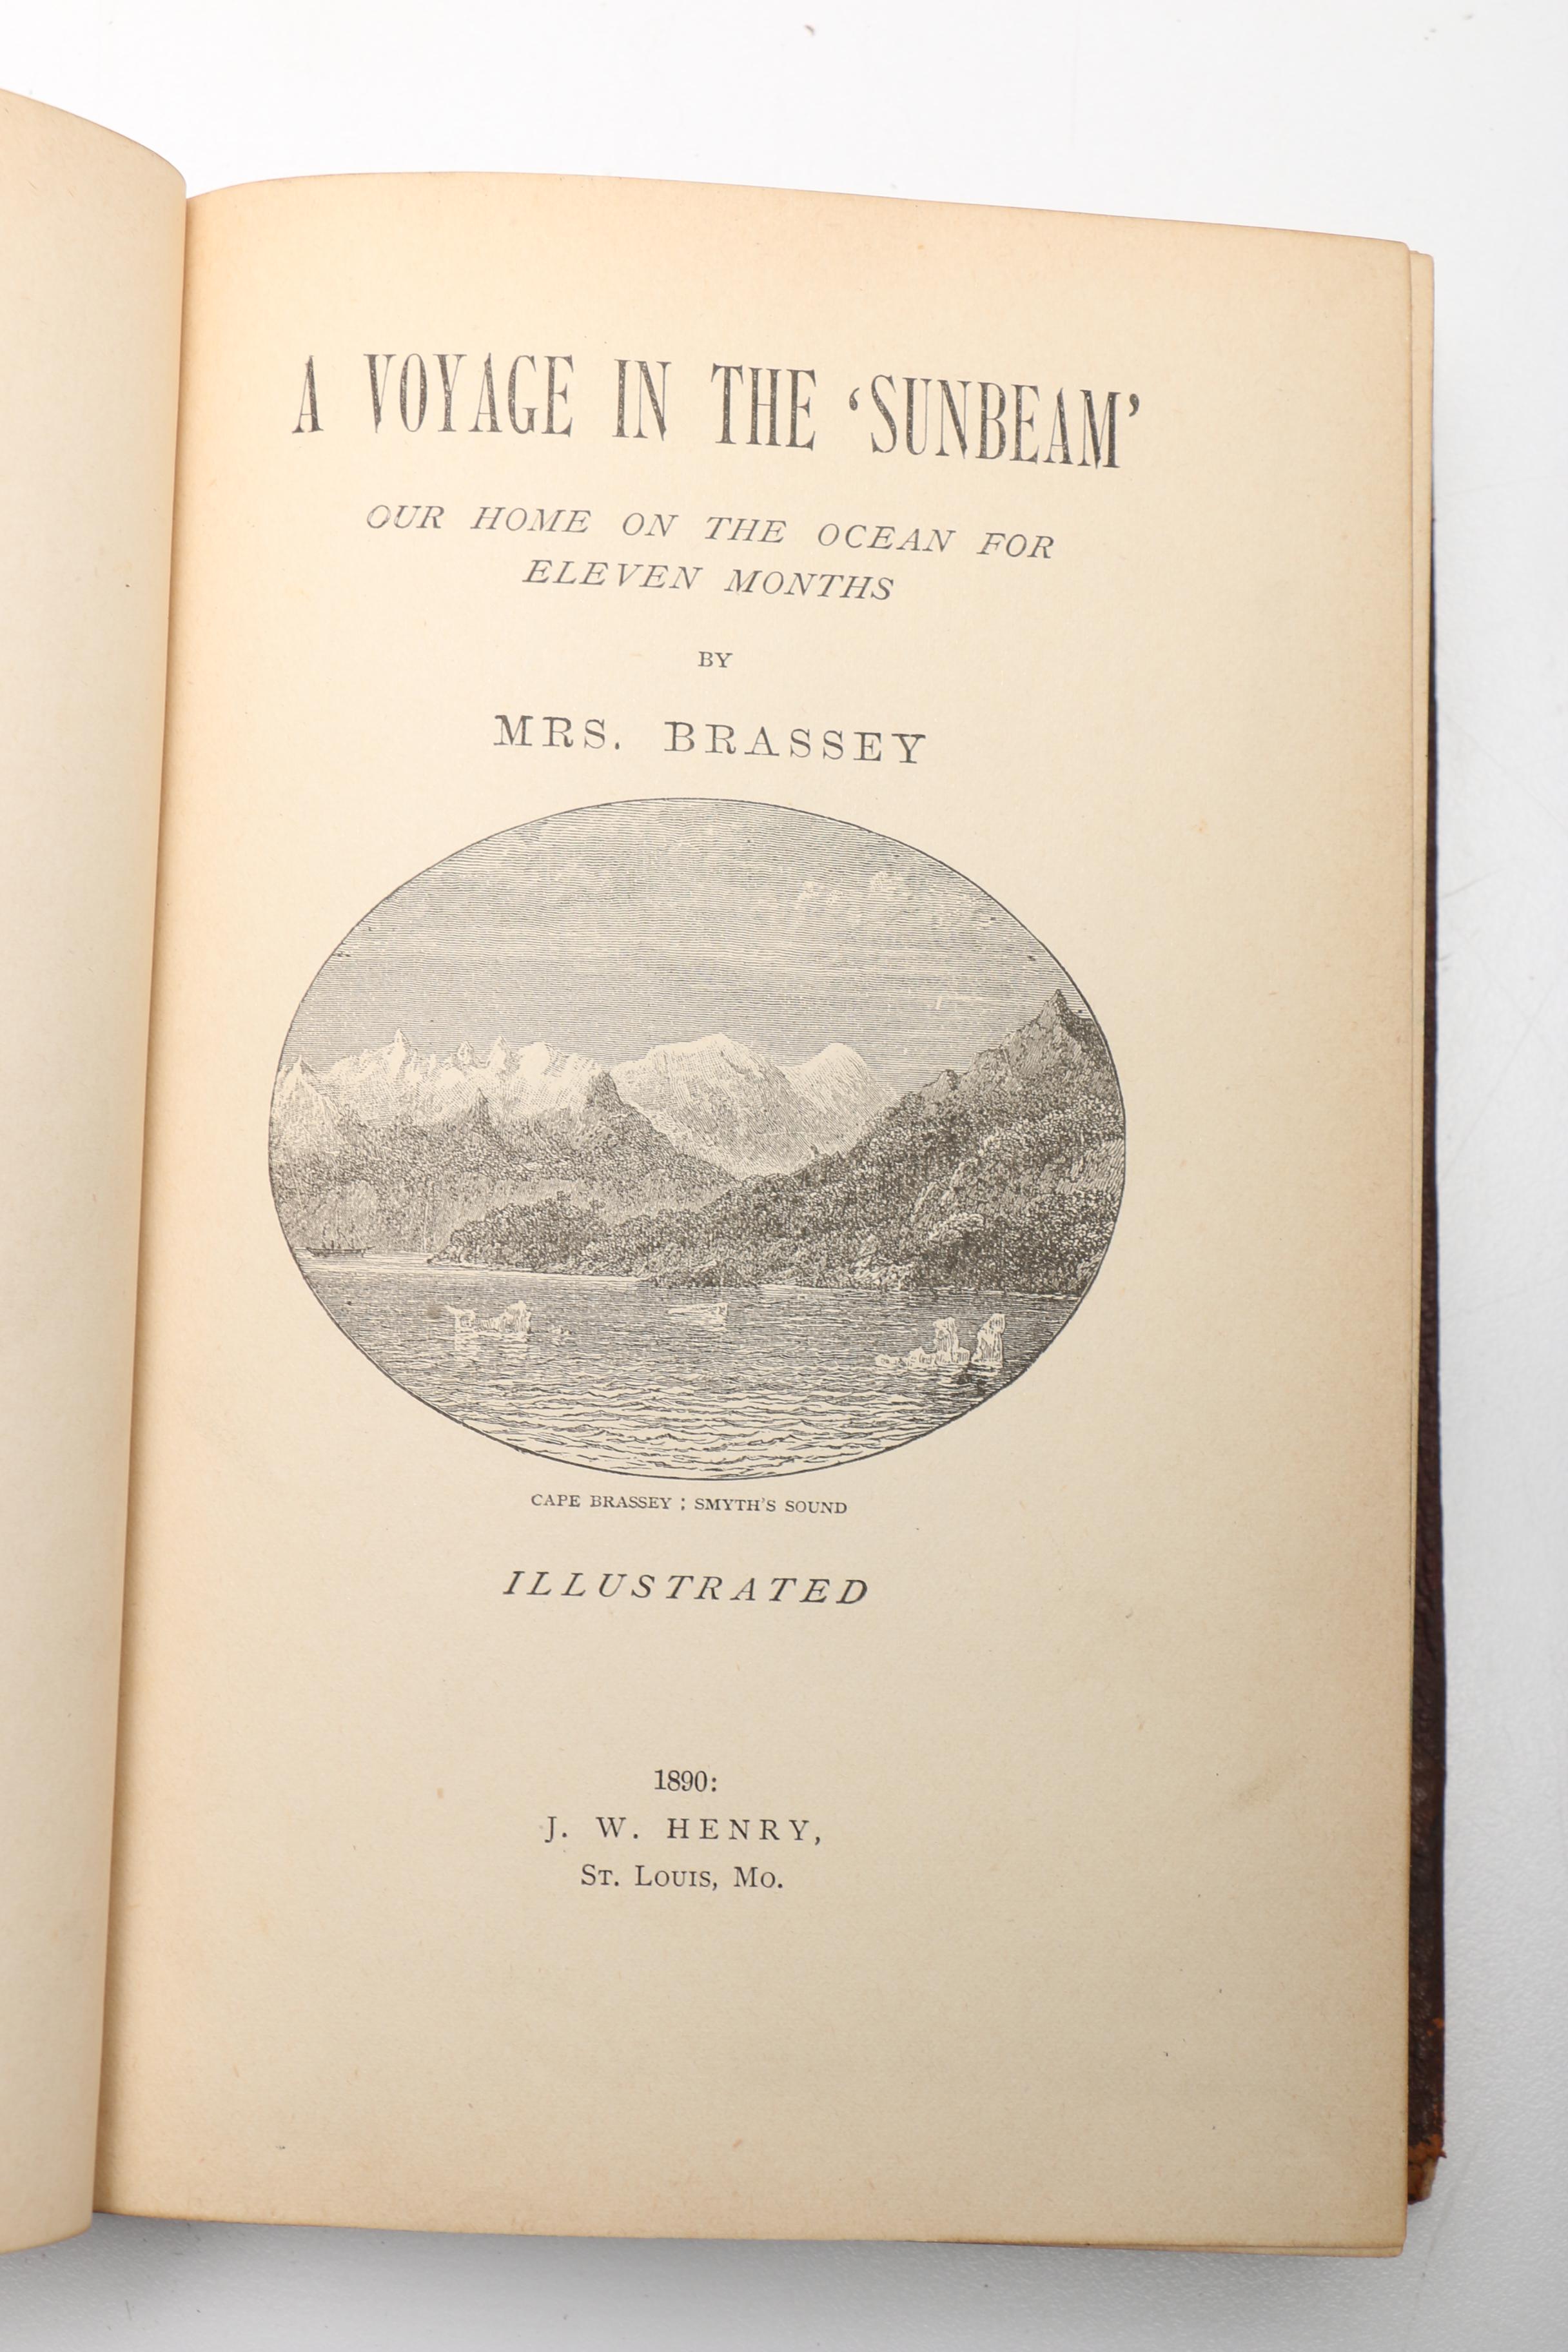 A VOYAGE IN THE ‘SUNBEAM’
OUR HOME ON THE OCEAN FOR
ELEVEN MONTHS
BY
MRS. BRASSEY
CAPE BRASSEY; SMYTH'S SOUND
ILLUSTRATED
1890:
J. W. HENRY,
ST. LOUIS, MO.